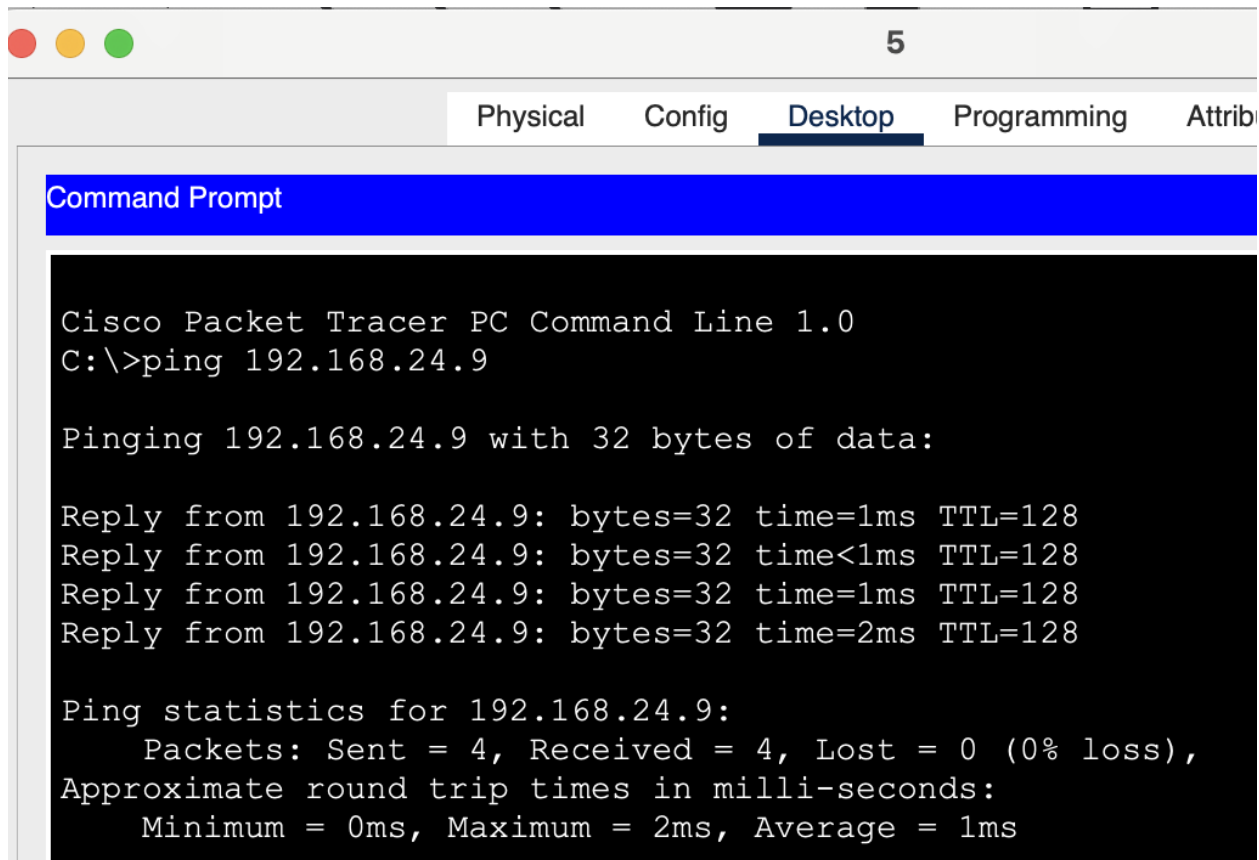 5
Physical Config Desktop Programming
Command Prompt
Cisco Packet Tracer PC Command Line 1.0
C:\>ping 192.168.24.9
Pinging 192.168.24.9 with 32 bytes of data:
Reply from 192.168.24.9: bytes=32 time=1ms TTL=128
Reply from 192.168.24.9: bytes=32 time<1ms TTL=128
Reply from 192.168.24.9: bytes=32 time=1ms TTL=128
Reply from 192.168.24.9: bytes=32 time=2ms TTL=128
Ping statistics for 192.168.24.9:
Packets: Sent = 4, Received = 4, Lost = 0 (0% loss),
Approximate round trip times in milli-seconds:
Minimum = 0ms, Maximum = 2ms, Average = 1ms